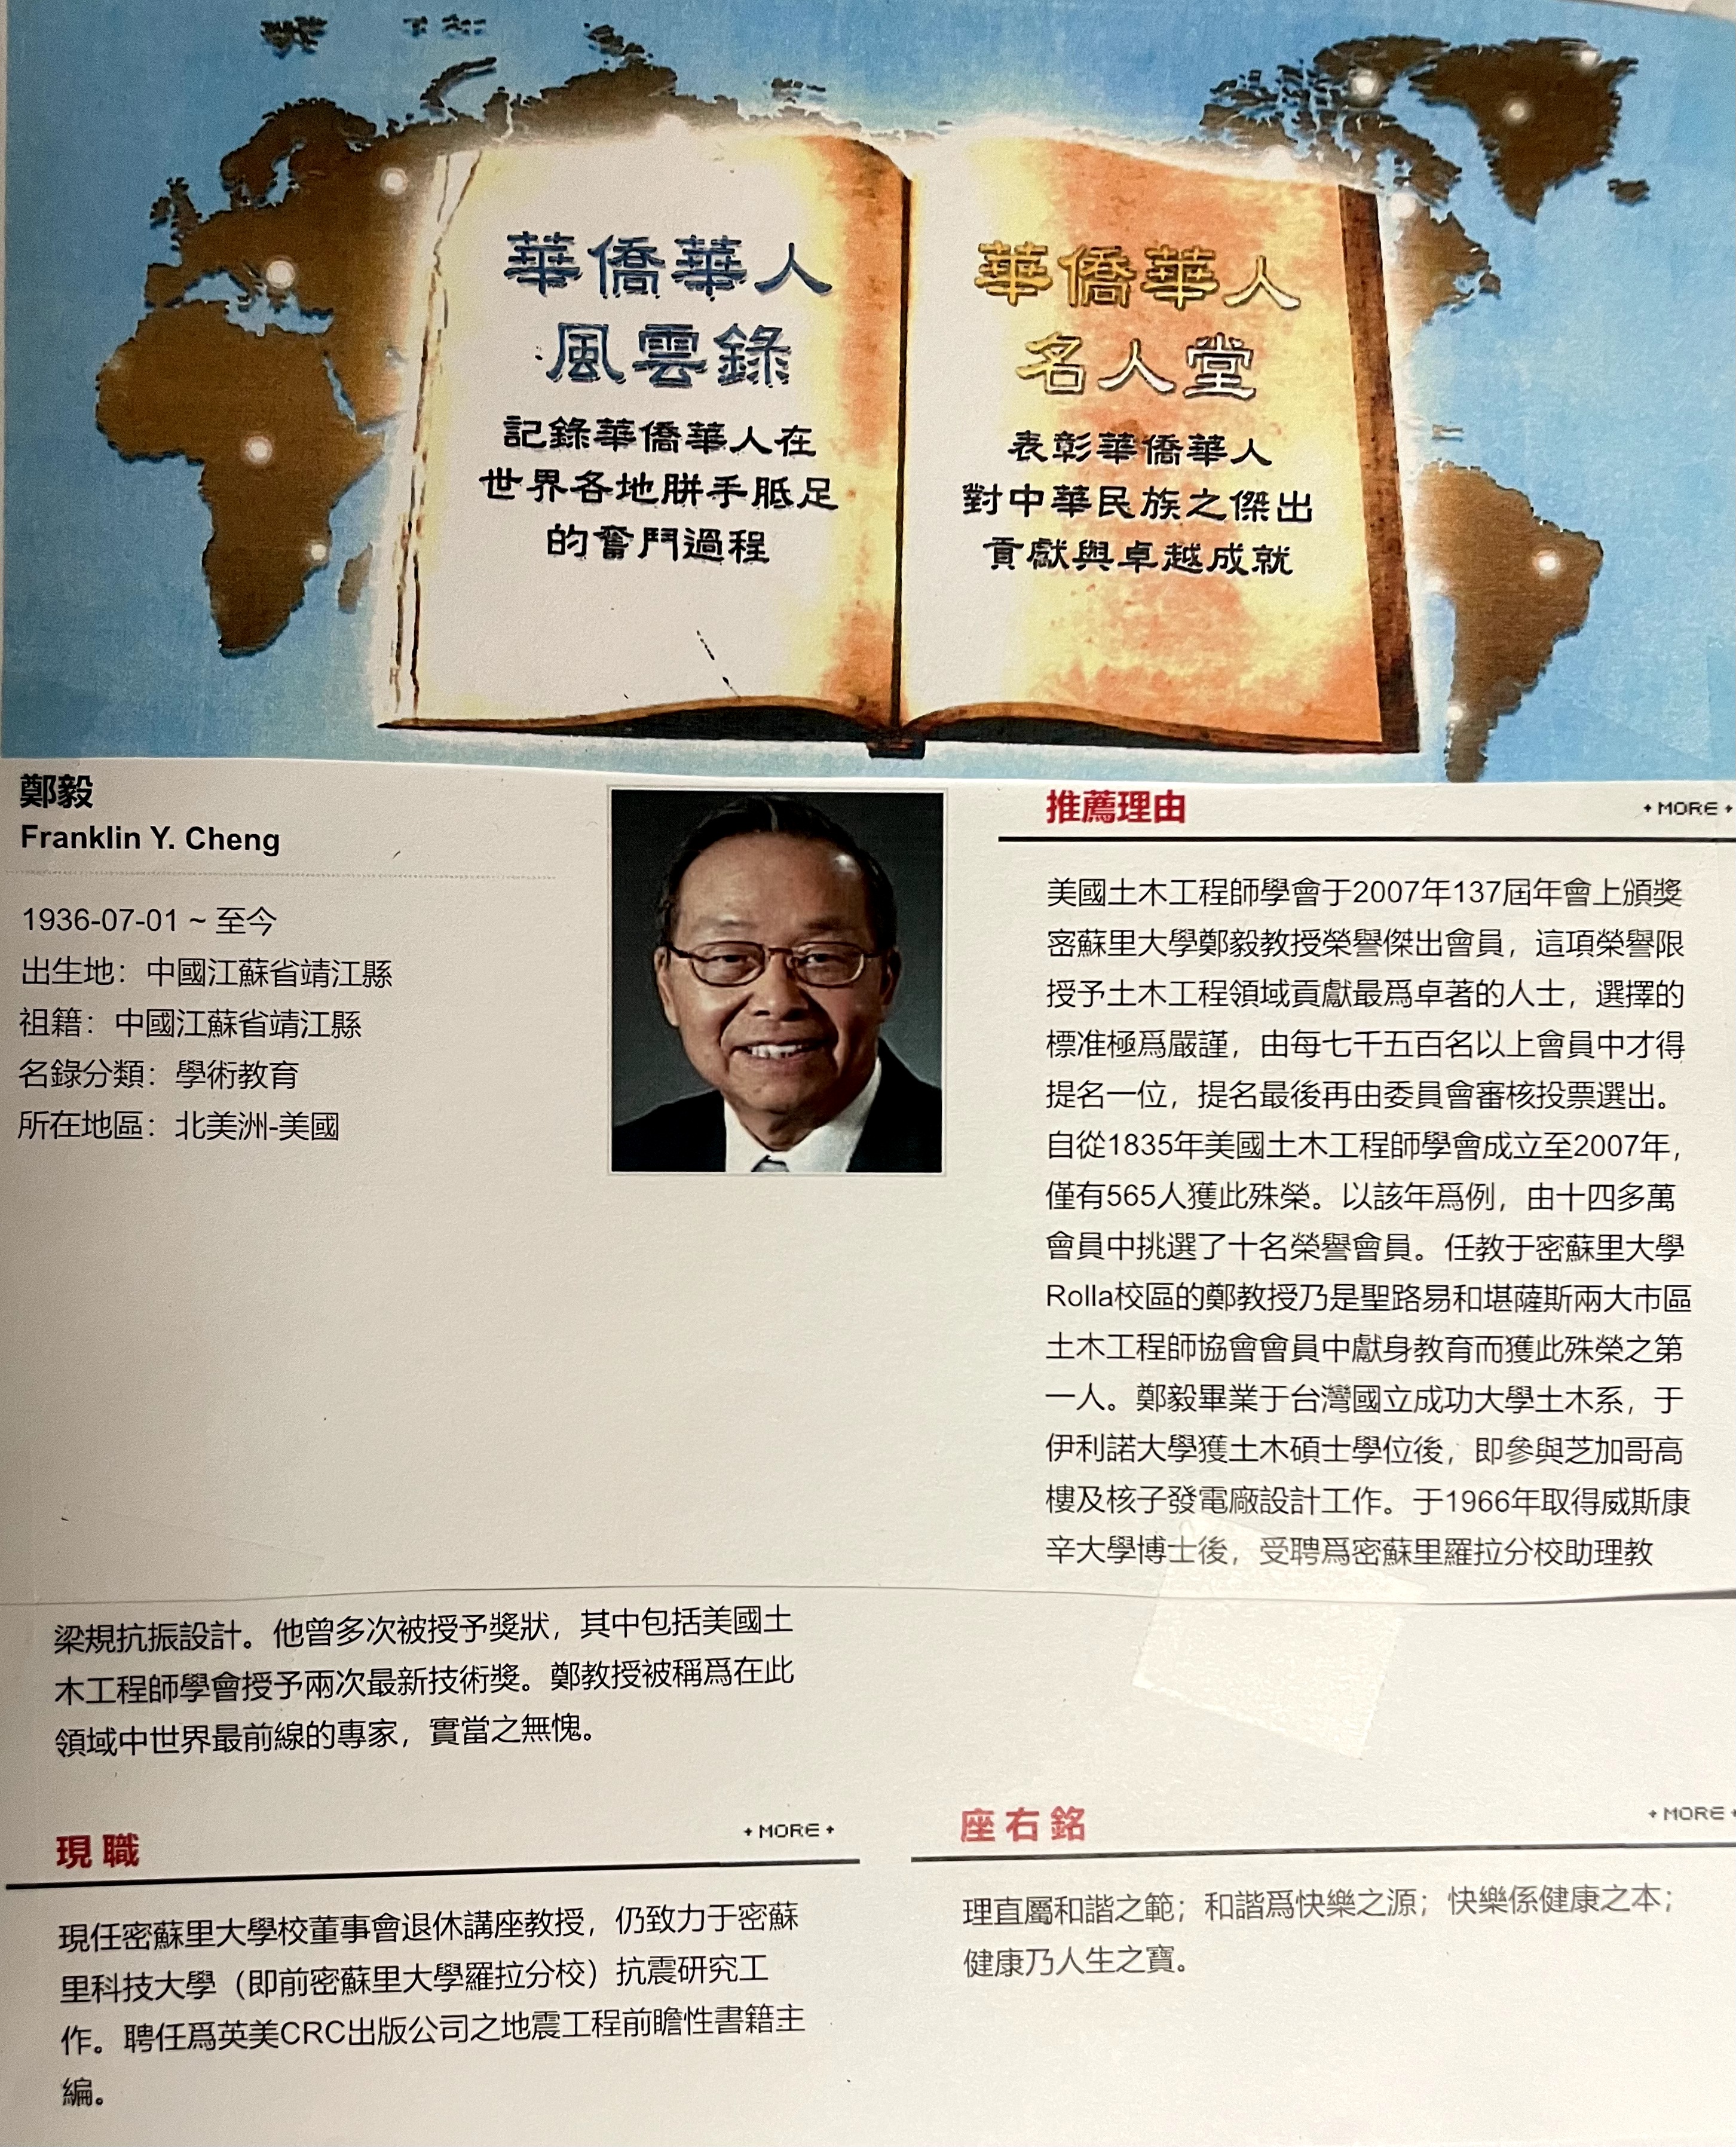 華僑華人
風雲錄
記錄華僑華人在
世界各地胼手胝足
的奮鬥過程
華僑華人
名人堂
表彰華僑華人
對中華民族之傑出
貢獻與卓越成就
鄭毅
Franklin Y. Cheng
1936-07-01 ~ 至今
出生地：中國江蘇省靖江縣
祖籍：中國江蘇省靖江縣
名錄分類：學術教育
所在地區：北美洲-美國
推薦理由
MORE
美國土木工程師學會于2007年137屆年會上頒獎
密蘇里大學鄭毅教授榮譽傑出會員，這項榮譽限
授予土木工程領域貢獻最爲卓著的人士，選擇的
標准極爲嚴謹，由每七千五百名以上會員中才得
提名一位，提名最後再由委員會審核投票選出。
自從1835年美國土木工程師學會成立至2007年，
僅有565人獲此殊榮。以該年爲例，由十四多萬
會員中挑選了十名榮譽會員。任教于密蘇里大學
Rolla校區的鄭教授乃是聖路易和堪薩斯兩大市區
土木工程師協會會員中獻身教育而獲此殊榮之第
一人。鄭毅畢業于台灣國立成功大學土木系，于
伊利諾大學獲土木碩士學位後，即參與芝加哥高
樓及核子發電廠設計工作。于1966年取得威斯康
辛大學博士後，受聘爲密蘇里羅拉分校助理教
梁規抗振設計。他曾多次被授予獎狀，其中包括美國土
木工程師學會授予兩次最新技術獎。鄭教授被稱爲在此
領域中世界最前線的專家，實當之無愧。
現職
MORE
現任密蘇里大學校董事會退休講座教授，仍致力于密蘇
里科技大學（即前密蘇里大學羅拉分校）抗震研究工
作。聘任爲英美CRC出版公司之地震工程前瞻性書籍主
編。
座右銘
MORE
理直屬和諧之範；和諧爲快樂之源；快樂係健康之本；
健康乃人生之寶。